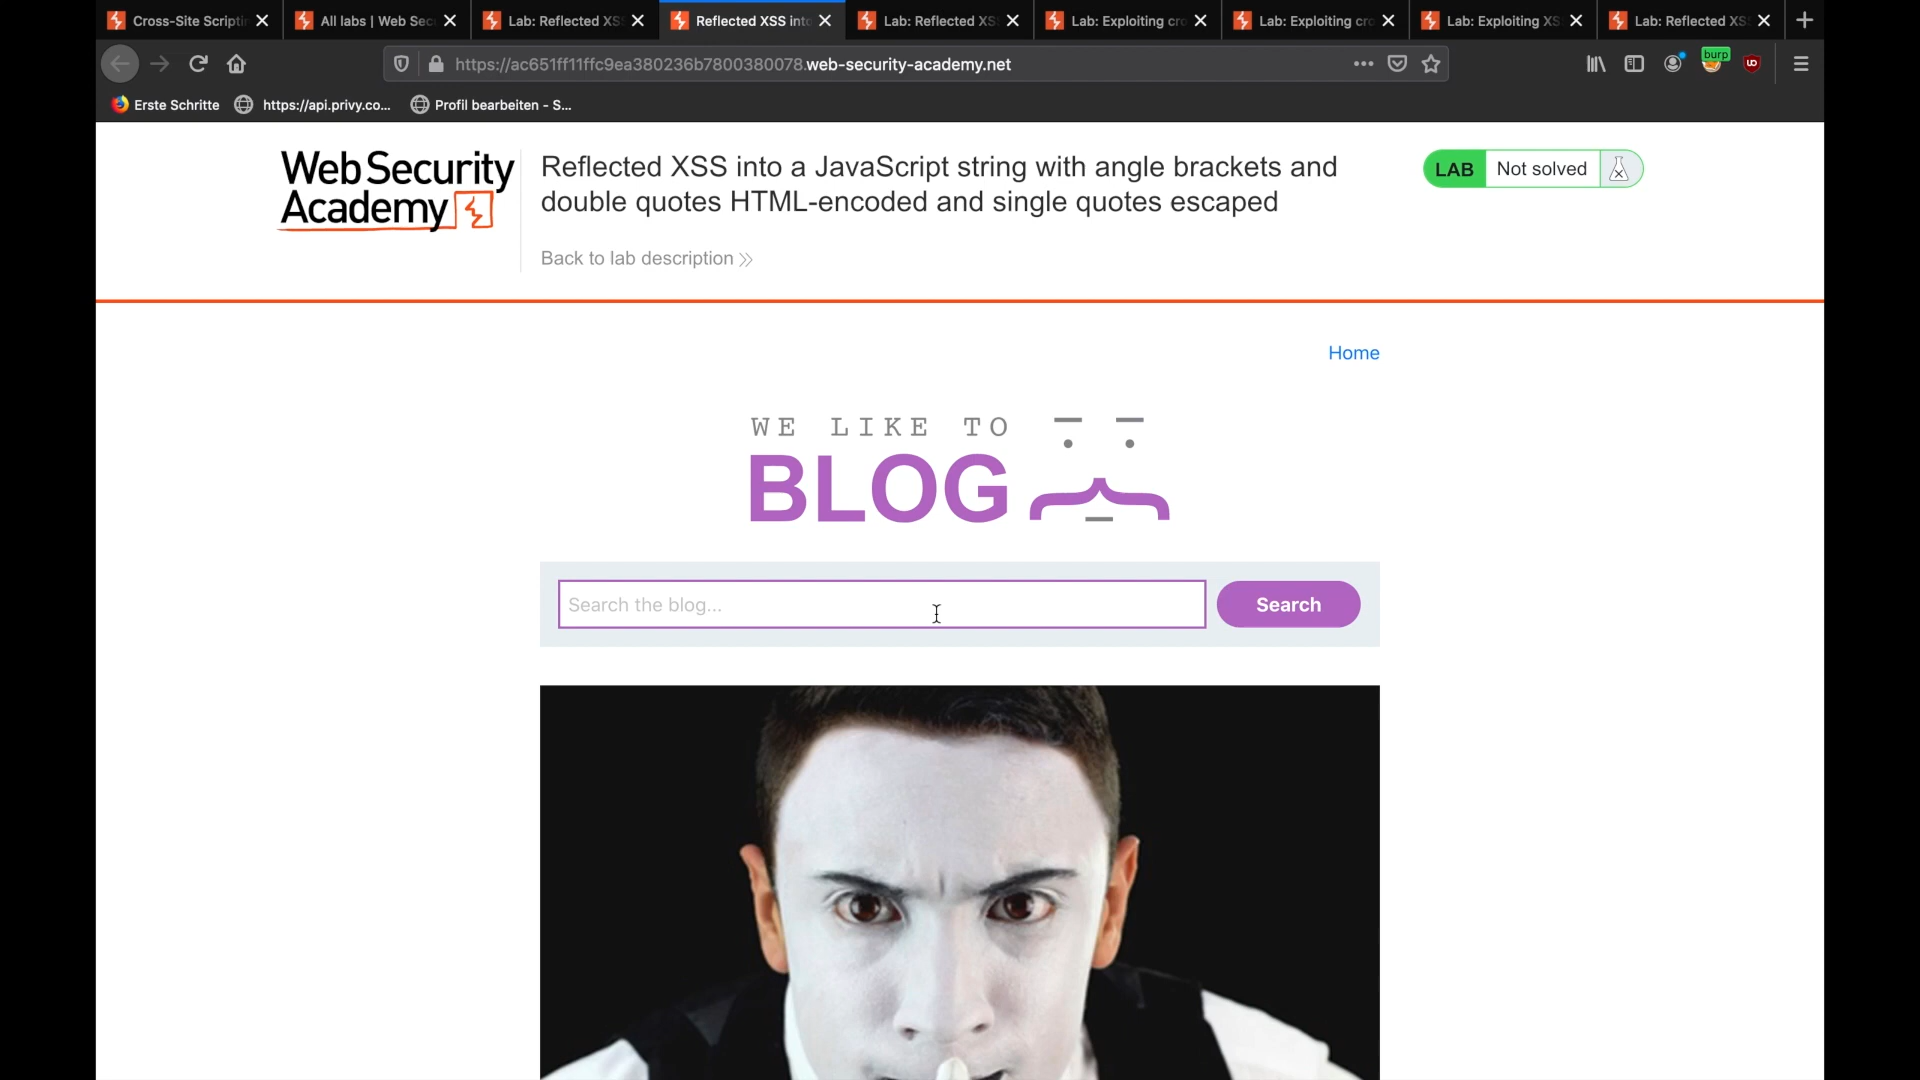 Cross-Site Scriptin
All labs | Web Sec
Lab: Reflected XS
Reflected XSS into
Lab: Reflected XS
Lab: Exploiting cro
Lab: Exploiting cro
Lab: Exploiting XS
Lab: Reflected XS
https://ac651ff11ffc9ea380236b7800380078.web-security-academy.net
burp
Erste Schritte
https://api.privy.co...
Profil bearbeiten - S...
Web Security
Academy
Reflected XSS into a JavaScript string with angle brackets and
double quotes HTML-encoded and single quotes escaped
LAB
Not solved
Back to lab description
Home
WE LIKE TO
BLOG
Search the blog...
Search